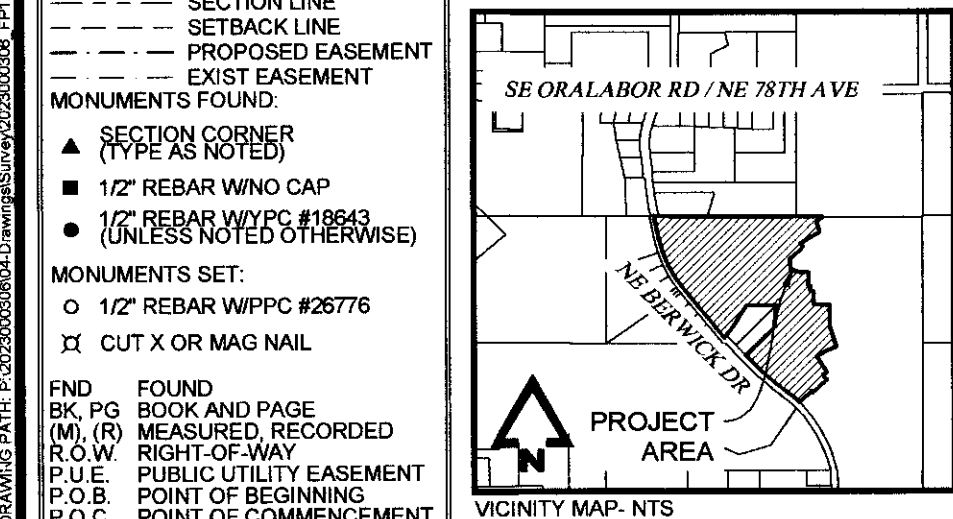 SECTION LINE
SETBACK LINE
PROPOSED EASEMENT
EXIST EASEMENT
MONUMENTS FOUND:
SECTION CORNER
(TYPE AS NOTED)
1/2" REBAR W/NO CAP
1/2" REBAR W/YPC #18643
(UNLESS NOTED OTHERWISE)
MONUMENTS SET:
1/2" REBAR W/PPC #26776
CUT X OR MAG NAIL
FND FOUND
BK, PG BOOK AND PAGE
(M), (R) MEASURED, RECORDED
R.O.W. RIGHT-OF-WAY
P.U.E. PUBLIC UTILITY EASEMENT
P.O.B. POINT OF BEGINNING
P.O.C. POINT OF COMMENCEMENT
SE ORALABOR RD / NE 78TH AVE
NE BERWICK DR
PROJECT
AREA
N
VICINITY MAP- NTS
DRAWING PATH: